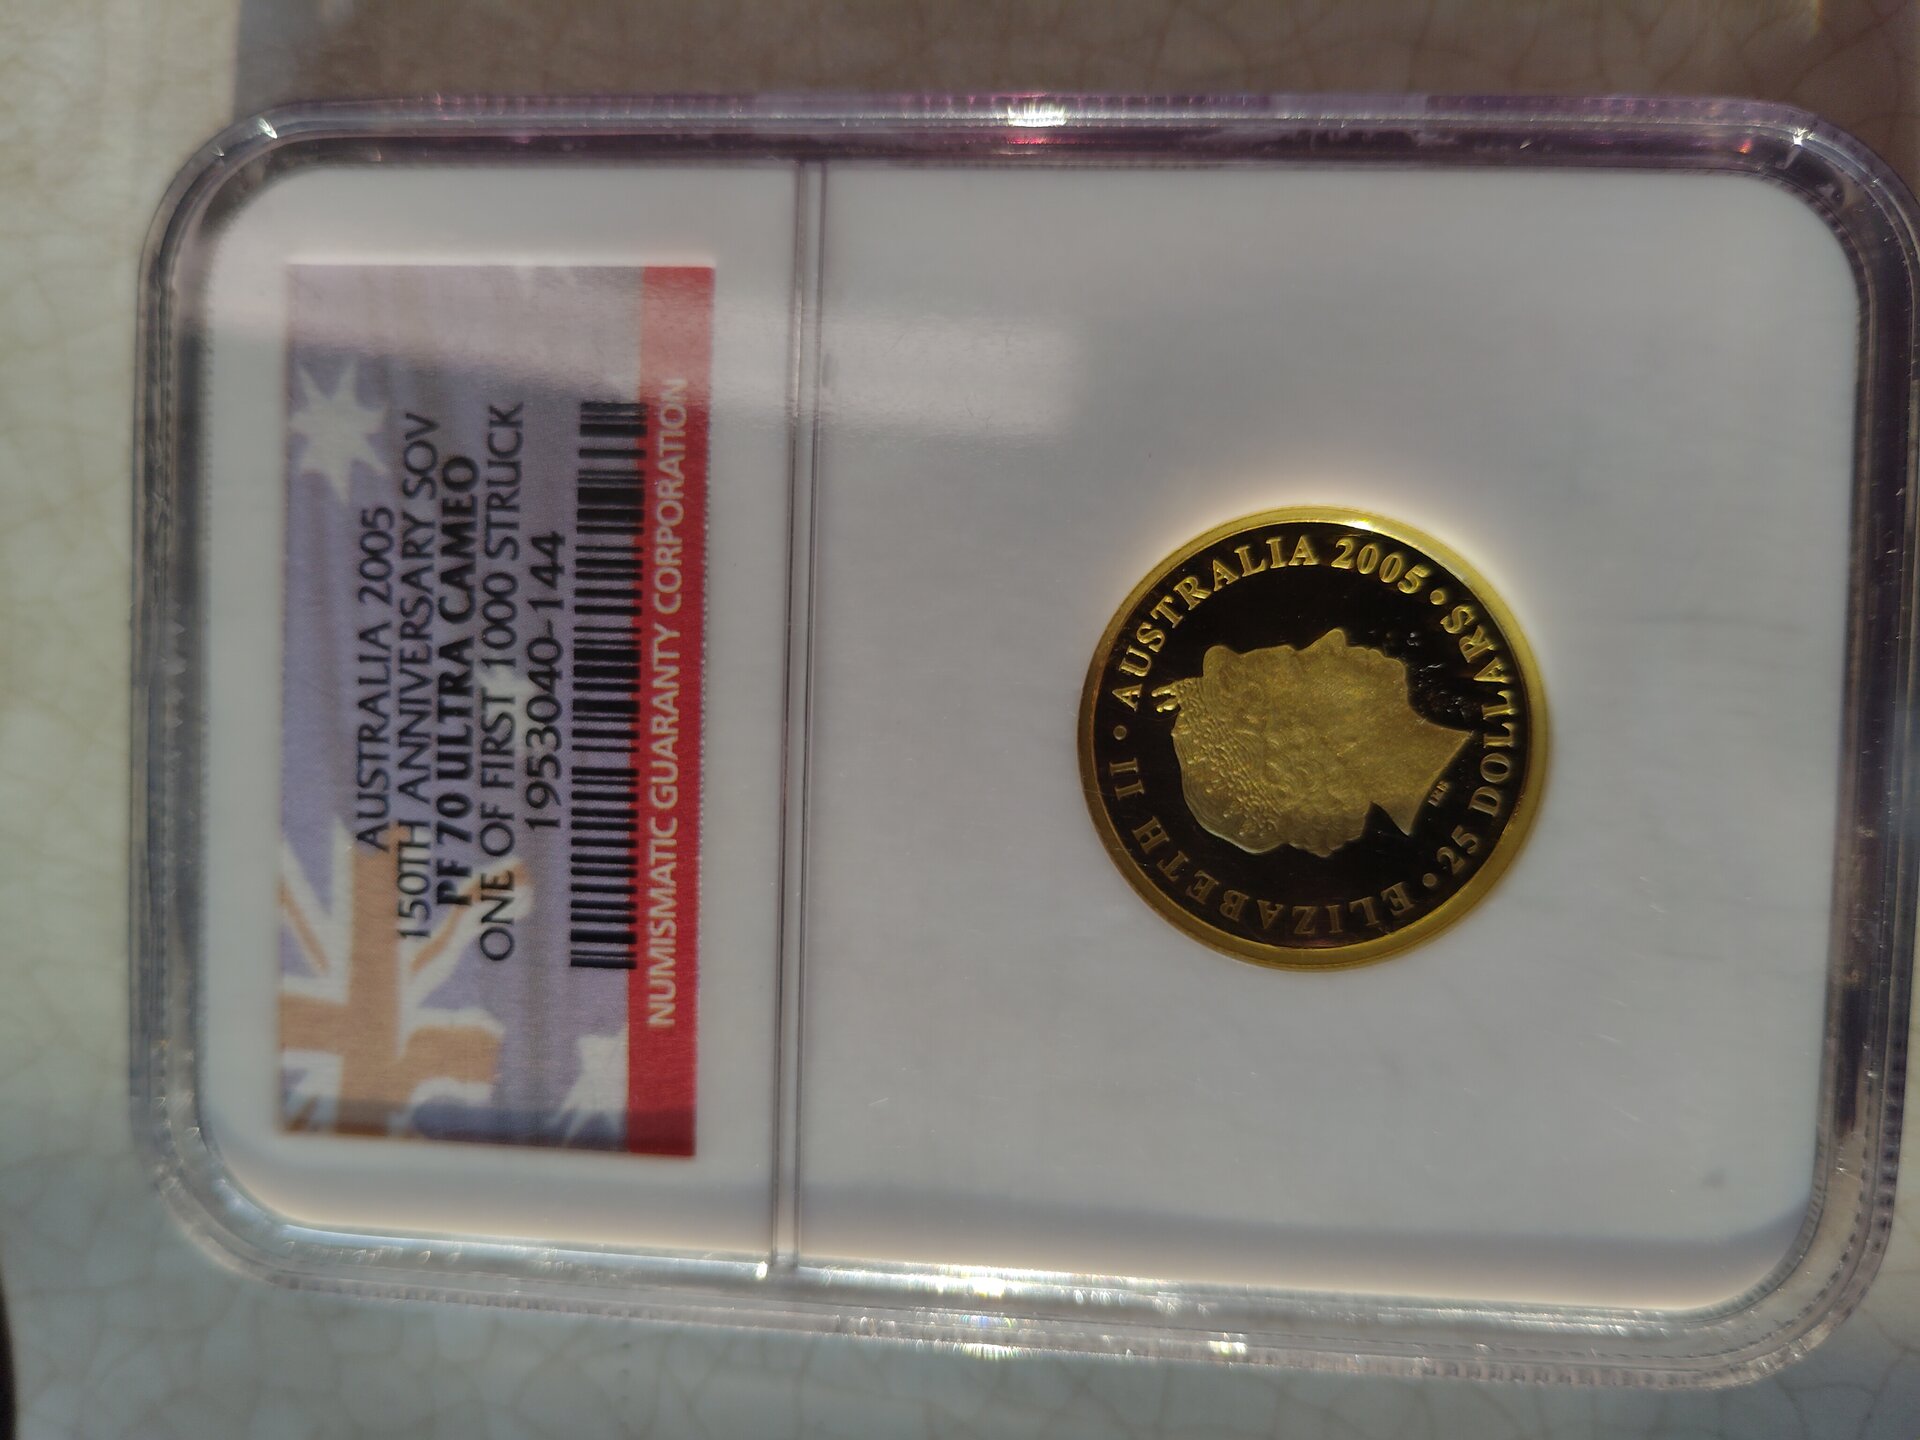 AUSTRALIA 2005
150TH ANNIVERSARY SOV
PF 70 ULTRA CAMEO
ONE OF FIRST 1000 STRUCK
1953040-144
NUMISMATIC GUARANTY CORPORATION
ELIZABETH II • AUSTRALIA 2005 • 25 DOLLARS •
IRB